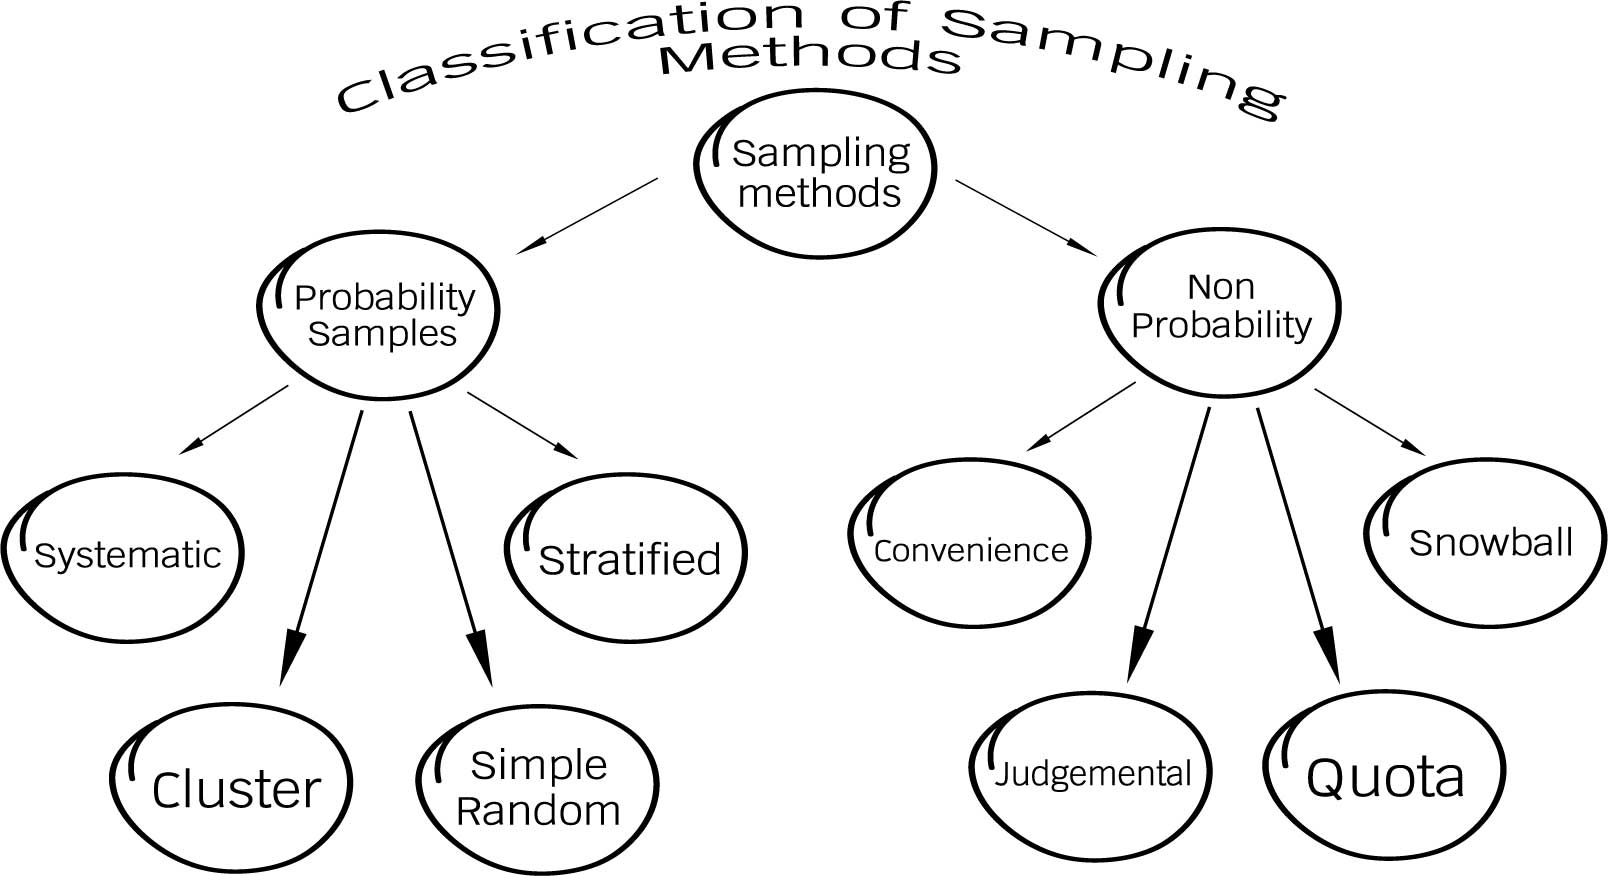 Classification of Sampling
Methods
Sampling
methods
Probability
Samples
Non
Probability
Systematic
Stratified
Convenience
Snowball
Cluster
Simple
Random
Judgemental
Quota